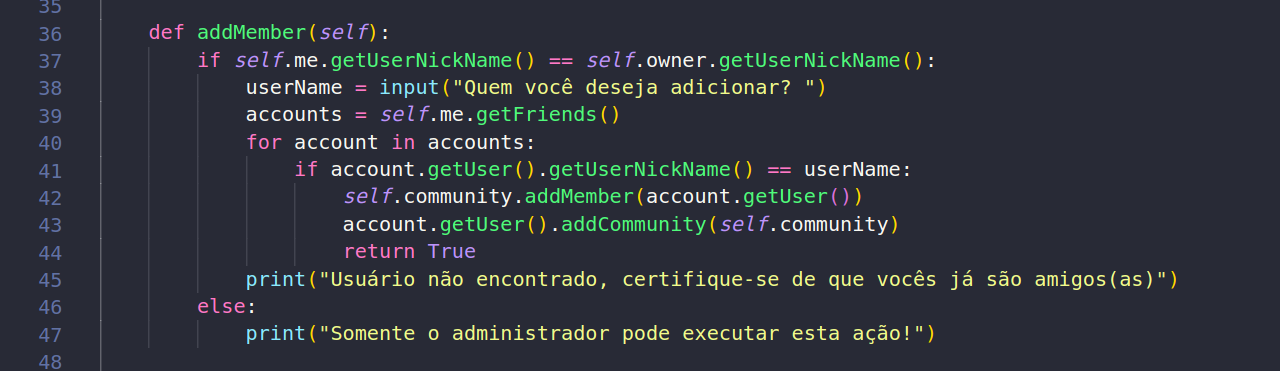 35
36 def addMember(self):
37 if self.me.getUserNickName() == self.owner.getUserNickName():
38 userName = input("Quem você deseja adicionar? ")
39 accounts = self.me.getFriends()
40 for account in accounts:
41 if account.getUser().getUserNickName() == userName:
42 self.community.addMember(account.getUser())
43 account.getUser().addCommunity(self.community)
44 return True
45 print("Usuário não encontrado, certifique-se de que vocês já são amigos(as)")
46 else:
47 print("Somente o administrador pode executar esta ação!")
48